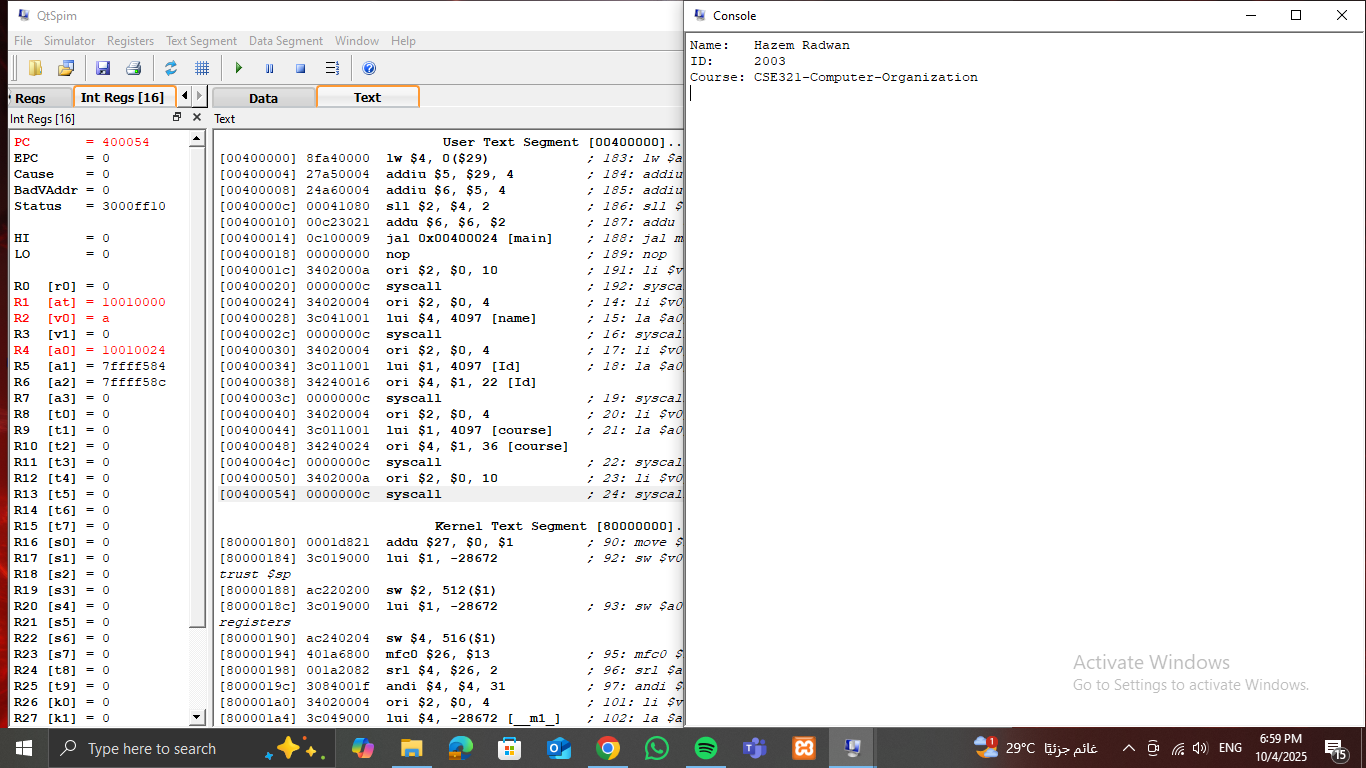 QtSpim
File Simulator Registers Text Segment Data Segment Window Help
Regs Int Regs [16] Data Text
Int Regs [16]
PC = 400054
EPC = 0
Cause = 0
BadVAddr = 0
Status = 3000ff10
HI = 0
LO = 0
R0 [r0] = 0
R1 [at] = 10010000
R2 [v0] = a
R3 [v1] = 0
R4 [a0] = 10010024
R5 [a1] = 7ffff584
R6 [a2] = 7ffff58c
R7 [a3] = 0
R8 [t0] = 0
R9 [t1] = 0
R10 [t2] = 0
R11 [t3] = 0
R12 [t4] = 0
R13 [t5] = 0
R14 [t6] = 0
R15 [t7] = 0
R16 [s0] = 0
R17 [s1] = 0
R18 [s2] = 0
R19 [s3] = 0
R20 [s4] = 0
R21 [s5] = 0
R22 [s6] = 0
R23 [s7] = 0
R24 [t8] = 0
R25 [t9] = 0
R26 [k0] = 0
R27 [k1] = 0
Text
User Text Segment [00400000]..
[00400000] 8fa40000 lw $4, 0($29) ; 183: lw $a
[00400004] 27a50004 addiu $5, $29, 4 ; 184: addiu
[00400008] 24a60004 addiu $6, $5, 4 ; 185: addiu
[0040000c] 00041080 sll $2, $4, 2 ; 186: sll $
[00400010] 00c23021 addu $6, $6, $2 ; 187: addu
[00400014] 0c100009 jal 0x00400024 [main] ; 188: jal m
[00400018] 00000000 nop ; 189: nop
[0040001c] 3402000a ori $2, $0, 10 ; 191: li $v
[00400020] 0000000c syscall ; 192: sysca
[00400024] 34020004 ori $2, $0, 4 ; 14: li $v0
[00400028] 3c041001 lui $4, 4097 [name] ; 15: la $a0
[0040002c] 0000000c syscall ; 16: syscal
[00400030] 34020004 ori $2, $0, 4 ; 17: li $v0
[00400034] 3c011001 lui $1, 4097 [Id] ; 18: la $a0
[00400038] 34240016 ori $4, $1, 22 [Id]
[0040003c] 0000000c syscall ; 19: syscal
[00400040] 34020004 ori $2, $0, 4 ; 20: li $v0
[00400044] 3c011001 lui $1, 4097 [course] ; 21: la $a0
[00400048] 34240024 ori $4, $1, 36 [course]
[0040004c] 0000000c syscall ; 22: syscal
[00400050] 3402000a ori $2, $0, 10 ; 23: li $v0
[00400054] 0000000c syscall ; 24: syscal
Kernel Text Segment [80000000]..
[80000180] 0001d821 addu $27, $0, $1 ; 90: move $
[80000184] 3c019000 lui $1, -28672 ; 92: sw $v0
trust $sp
[80000188] ac220200 sw $2, 512($1)
[8000018c] 3c019000 lui $1, -28672 ; 93: sw $a0
registers
[80000190] ac240204 sw $4, 516($1)
[80000194] 401a6800 mfc0 $26, $13 ; 95: mfc0 $
[80000198] 001a2082 srl $4, $26, 2 ; 96: srl $a
[8000019c] 3084001f andi $4, $4, 31 ; 97: andi $
[800001a0] 34020004 ori $2, $0, 4 ; 101: li $v
[800001a4] 3c049000 lui $4, -28672 [__m1_] ; 102: la $a
Console
Name: Hazem Radwan
ID: 2003
Course: CSE321-Computer-Organization
Activate Windows
Go to Settings to activate Windows.
Type here to search
1
29°C غائم جزئيًا
ENG
6:59 PM
10/4/2025
15